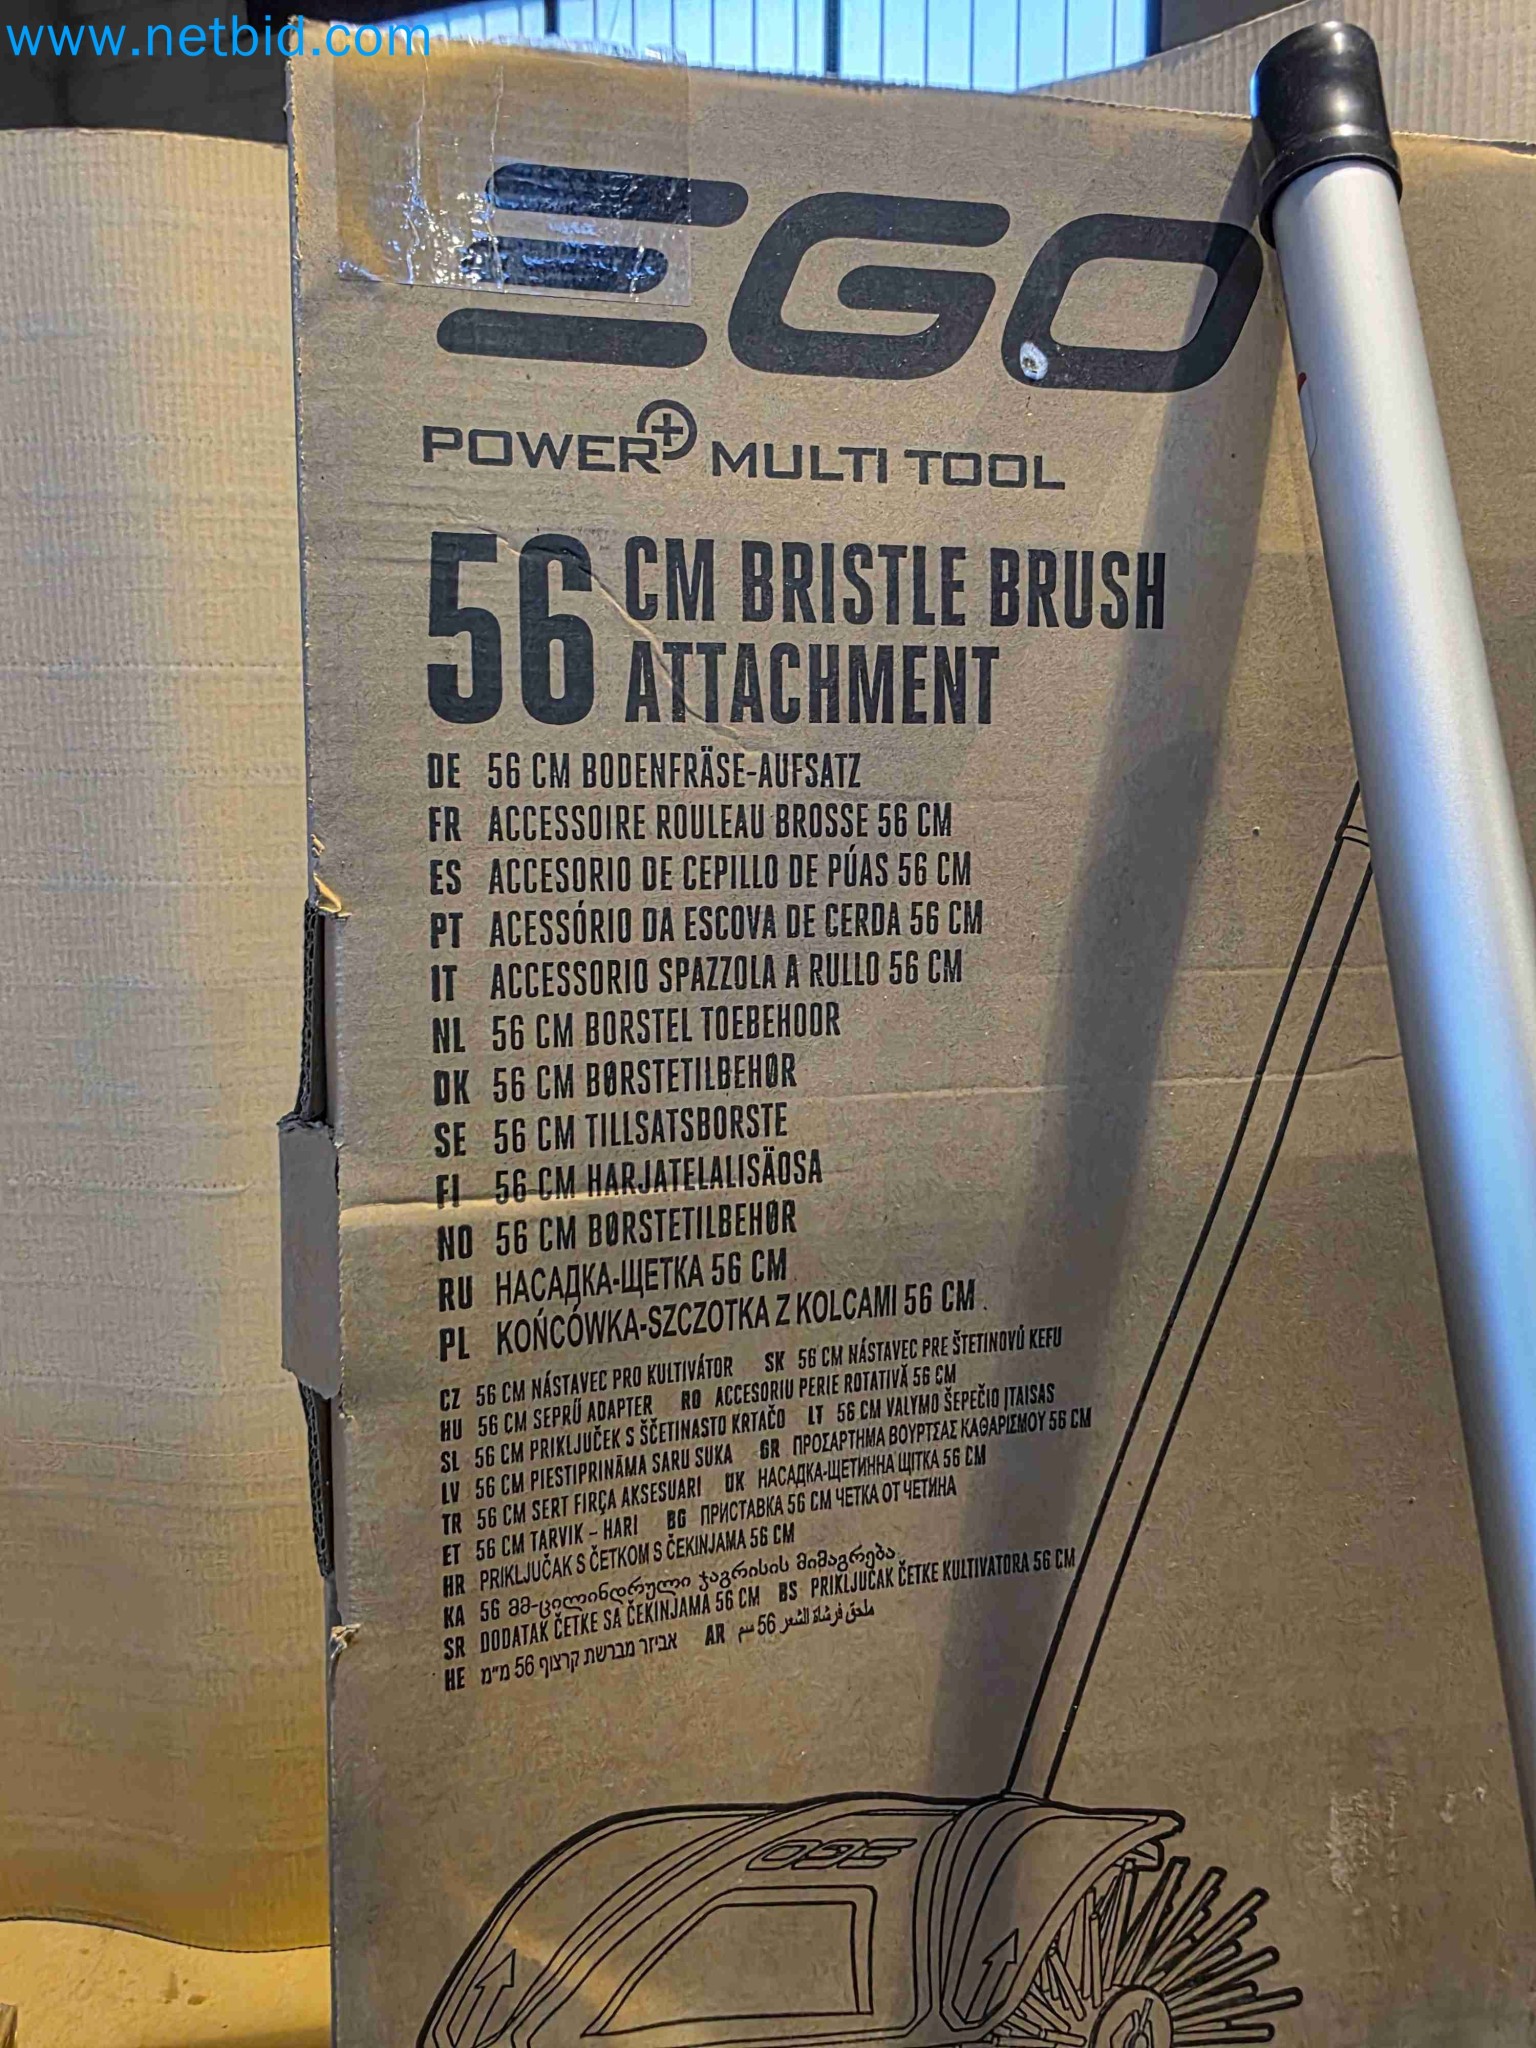 www.netbid.com
EGO
POWER+ MULTI TOOL
56 CM BRISTLE BRUSH
ATTACHMENT
DE 56 CM BODENFRÄSE-AUFSATZ
FR ACCESSOIRE ROULEAU BROSSE 56 CM
ES ACCESORIO DE CEPILLO DE PÚAS 56 CM
PT ACESSÓRIO DA ESCOVA DE CERDA 56 CM
IT ACCESSORIO SPAZZOLA A RULLO 56 CM
NL 56 CM BORSTEL TOEBEHOOR
DK 56 CM BØRSTETILBEHØR
SE 56 CM TILLSATSBORSTE
FI 56 CM HARJATELALISÄOSA
NO 56 CM BØRSTETILBEHØR
RU НАСАДКА-ЩЕТКА 56 СМ
PL KOŃCÓWKA-SZCZOTKA Z KOLCAMI 56 CM
CZ 56 CM NÁSTAVEC PRO KULTIVÁTOR SK 56 CM NÁSTAVEC PRE ŠTETINOVÚ KEFU
HU 56 CM SEPRŰ ADAPTER RO ACCESORIU PERIE ROTATIVĂ 56 CM
SL 56 CM PRIKLJUČEK S ŠČETINASTO KRTAČO LT 56 CM VALYMO ŠEPEČIO ĮTAISAS
LV 56 CM PIESTIPRINĀMA SARU SUKA GR ΠΡΟΣΑΡΤΗΜΑ ΒΟΥΡΤΣΑΣ ΚΑΘΑΡΙΣΜΟΥ 56 CM
TR 56 CM SERT FIRÇA AKSESUARI UK НАСАДКА-ЩЕТИННА ЩІТКА 56 СМ
ET 56 CM TARVIK – HARI BG ПРИСТАВКА 56 СМ ЧЕТКА ОТ ЧЕТИНА
HR PRIKLJUČAK S ČETKOM S ČEKINJAMA 56 CM
KA 56 მმ-ცილინდრული ჯაგრისის მიმაგრება
SR DODATAK ČETKE SA ČEKINJAMA 56 CM BS PRIKLJUČAK ČETKE KULTIVATORA 56 CM
HE אביזר מברשת קרצוף 56 מ״מ AR ملحق فرشاة الشعر 56 سم
EGO